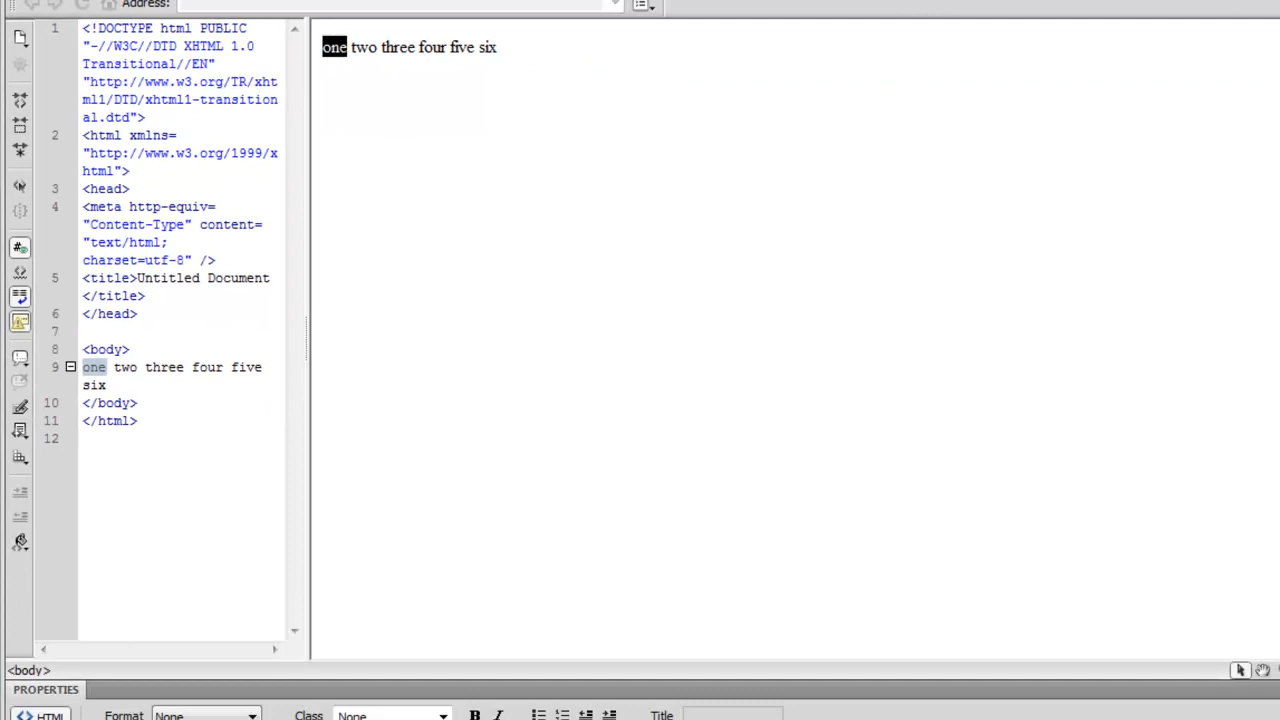 Address:
1 <!DOCTYPE html PUBLIC
"-//W3C//DTD XHTML 1.0
Transitional//EN"
"http://www.w3.org/TR/xht
ml1/DTD/xhtml1-transition
al.dtd">
2 <html xmlns=
"http://www.w3.org/1999/x
html">
3 <head>
4 <meta http-equiv=
"Content-Type" content=
"text/html;
charset=utf-8" />
5 <title>Untitled Document
</title>
6 </head>
7
8 <body>
9 one two three four five
six
10 </body>
11 </html>
12
one two three four five six
<body>
PROPERTIES
<> HTML Format None Class None B I Title